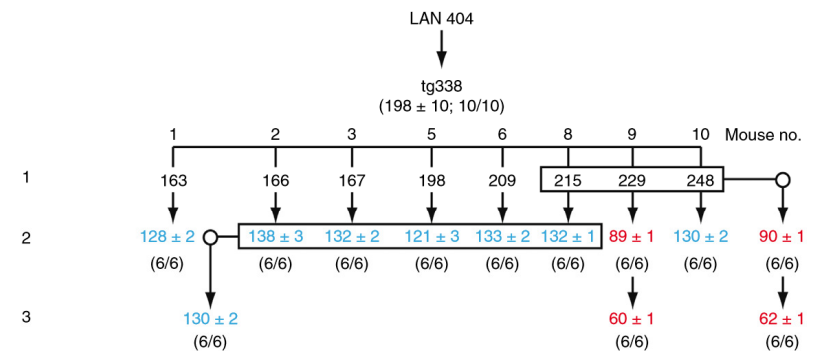 LAN 404
tg338
(198 ± 10; 10/10)
1 2 3 5 6 8 9 10 Mouse no.
1 163 166 167 198 209 215 229 248
2 128 ± 2 138 ± 3 132 ± 2 121 ± 3 133 ± 2 132 ± 1 89 ± 1 130 ± 2 90 ± 1
(6/6) (6/6) (6/6) (6/6) (6/6) (6/6) (6/6) (6/6) (6/6)
3 130 ± 2 60 ± 1 62 ± 1
(6/6) (6/6) (6/6)